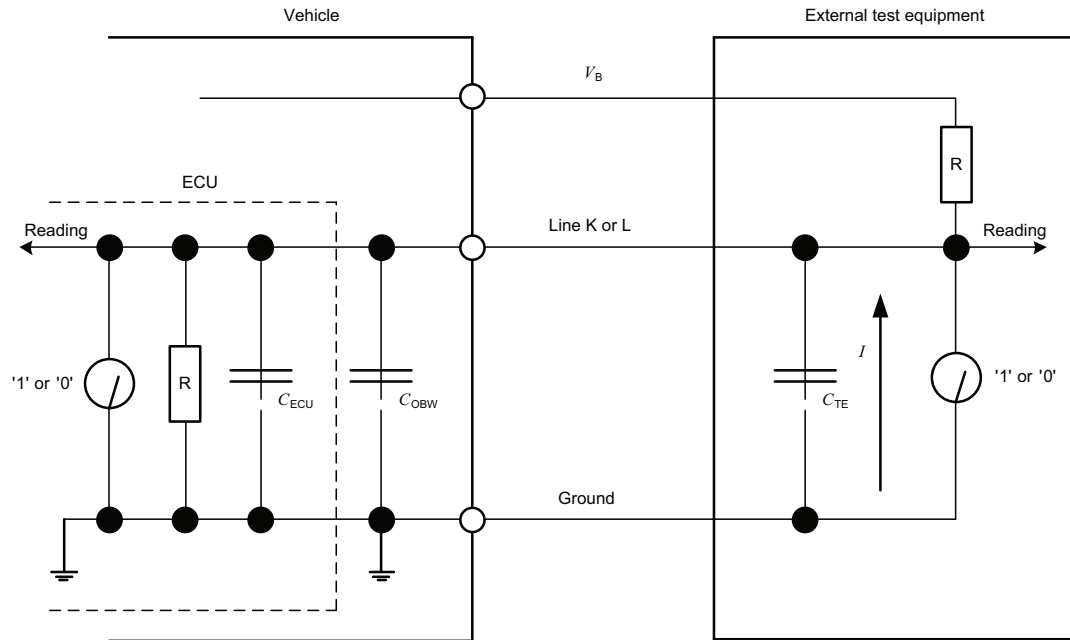 Vehicle
External test equipment
V_B
R
ECU
Reading
Line K or L
Reading
'1' or '0'
R
C_ECU
C_OBW
C_TE
I
'1' or '0'
Ground